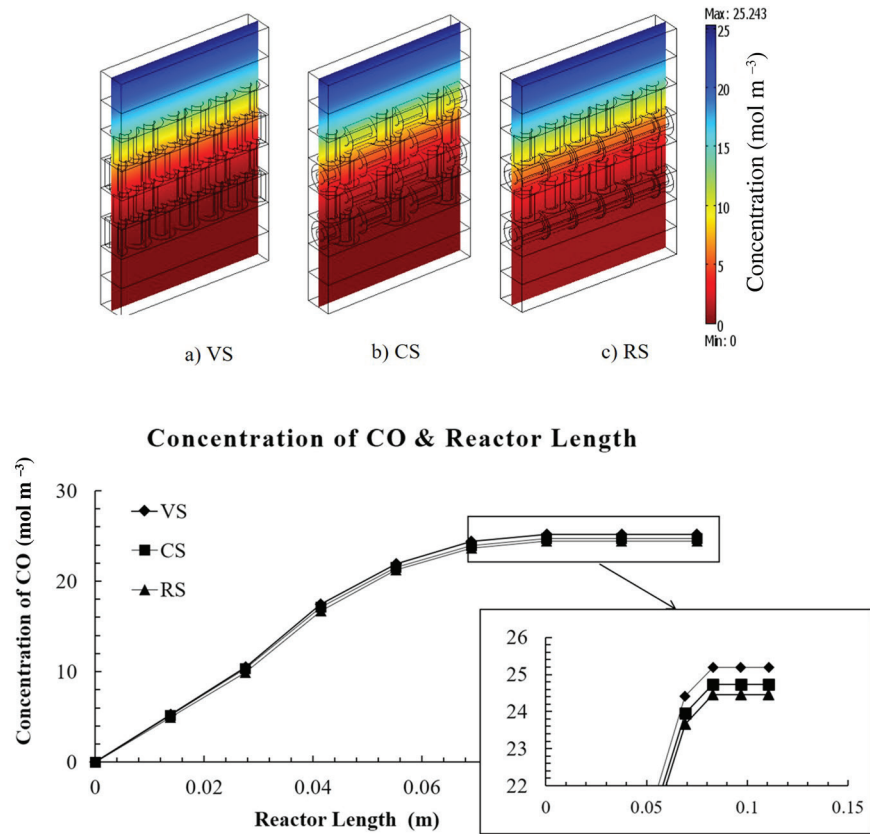 Max: 25.243
25
20
15
10
5
0
Min: 0
Concentration (mol m⁻³)
a) VS
b) CS
c) RS
Concentration of CO & Reactor Length
Concentration of CO (mol m⁻³)
30
20
10
0
VS
CS
RS
0
0.02
0.04
0.06
Reactor Length (m)
26
25
24
23
22
0
0.05
0.1
0.15